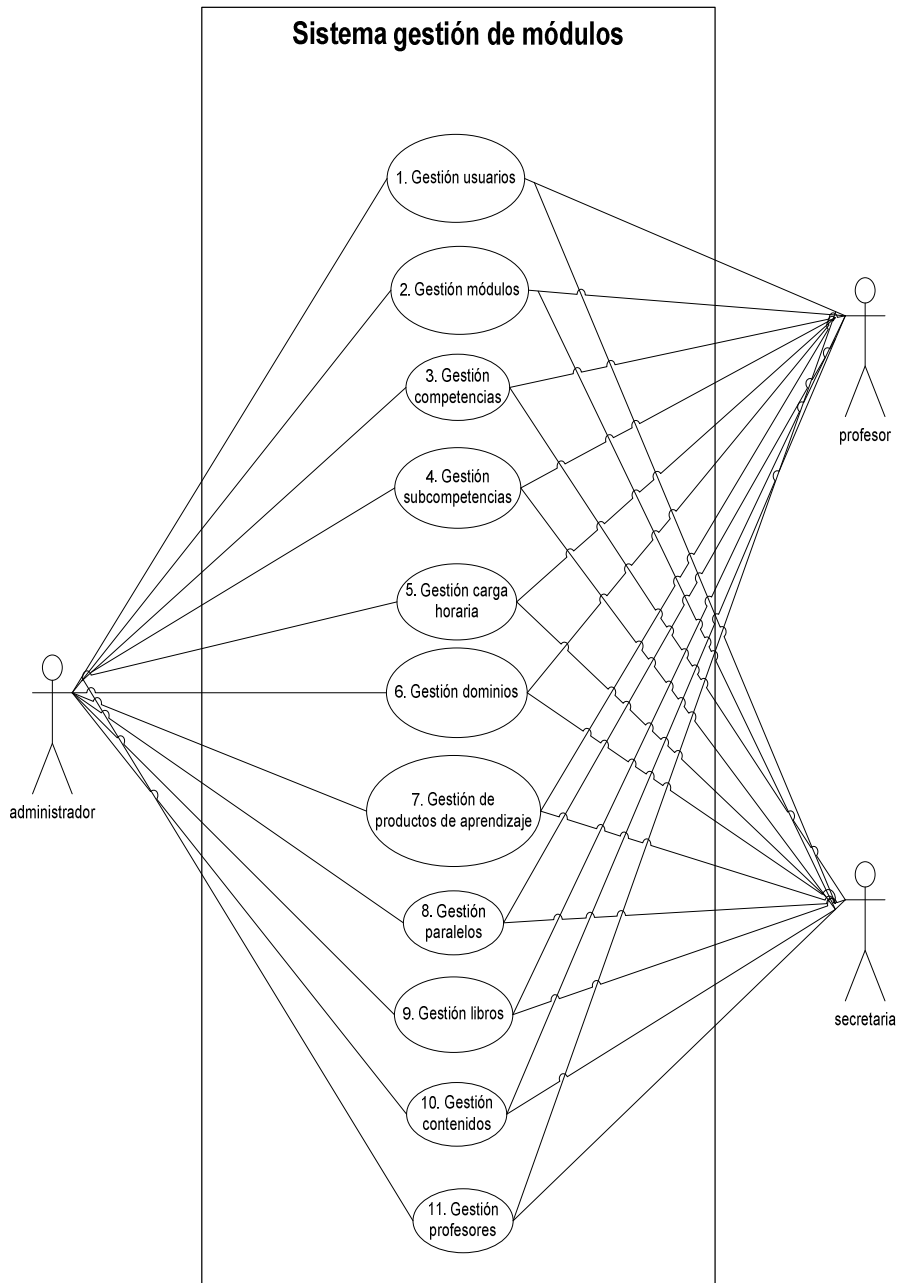 Sistema gestión de módulos
1. Gestión usuarios
2. Gestión módulos
3. Gestión
competencias
4. Gestión
subcompetencias
5. Gestión carga
horaria
6. Gestión dominios
7. Gestión de
productos de aprendizaje
8. Gestión
paralelos
9. Gestión libros
10. Gestión
contenidos
11. Gestión
profesores
administrador
profesor
secretaria